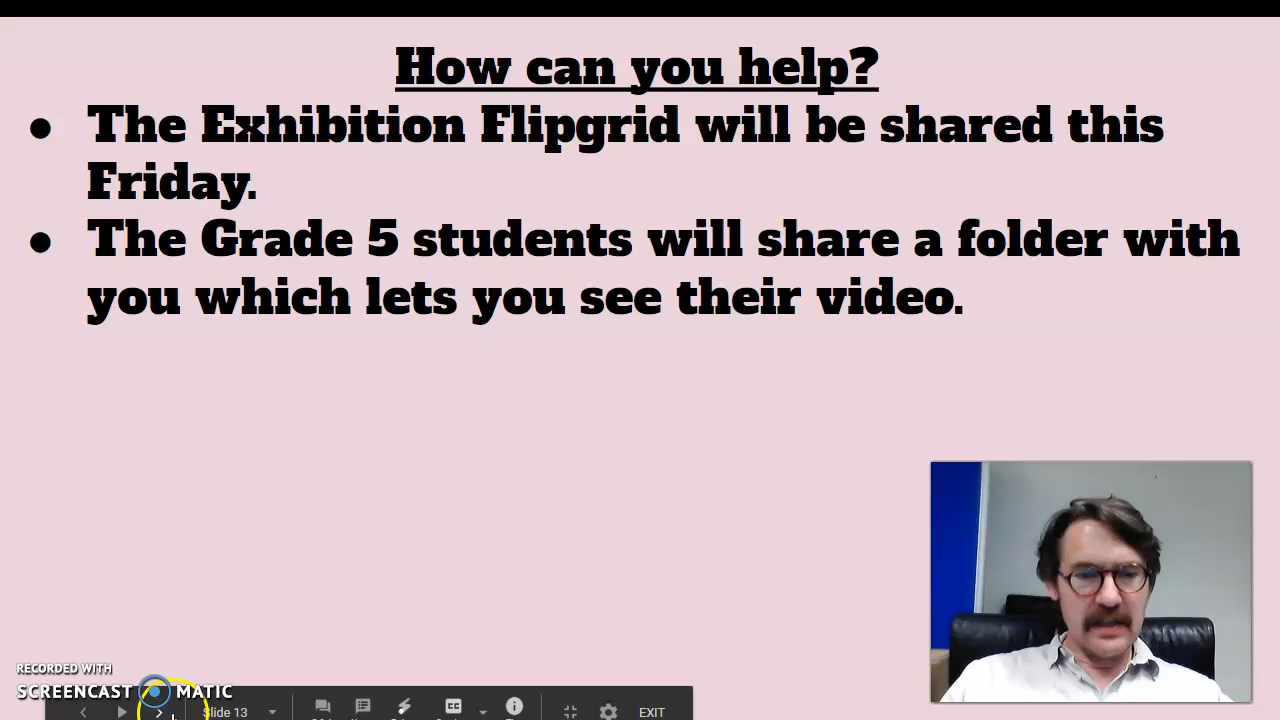 How can you help?
● The Exhibition Flipgrid will be shared this
Friday.
● The Grade 5 students will share a folder with
you which lets you see their video.
RECORDED WITH
SCREENCAST MATIC
Slide 13
CC
EXIT